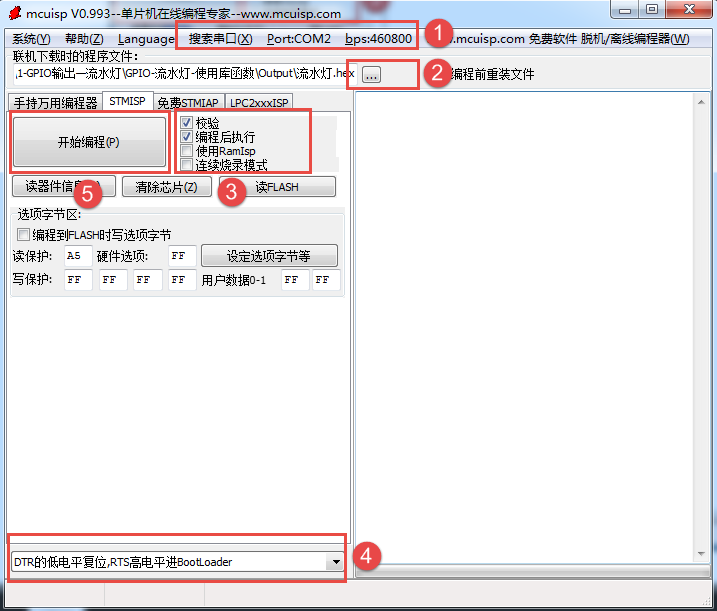 mcuisp V0.993--单片机在线编程专家--www.mcuisp.com
系统(Y) 帮助(Z) Language 搜索串口(X) Port:COM2 bps:460800 1 .mcuisp.com 免费软件 脱机/离线编程器(W)
联机下载时的程序文件:
,1-GPIO输出—流水灯\GPIO-流水灯-使用库函数\Output\流水灯.hex ... 2 编程前重装文件
手持万用编程器 STMISP 免费STMIAP LPC2xxxISP
开始编程(P)
校验
编程后执行
使用RamIsp
连续烧录模式
读器件信息 5 清除芯片(Z) 3 读FLASH
选项字节区:
编程到FLASH时写选项字节
读保护: A5 硬件选项: FF 设定选项字节等
写保护: FF FF FF FF 用户数据0-1 FF FF
DTR的低电平复位,RTS高电平进BootLoader 4